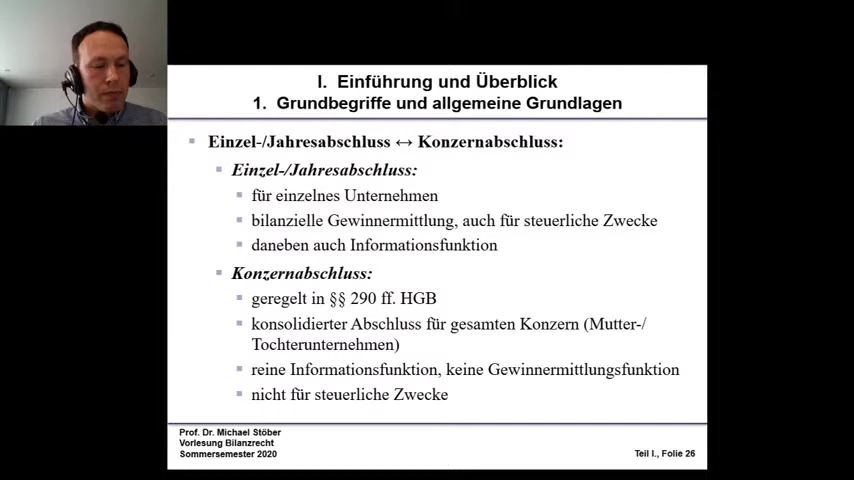 I. Einführung und Überblick
1. Grundbegriffe und allgemeine Grundlagen
Einzel-/Jahresabschluss ↔ Konzernabschluss:
Einzel-/Jahresabschluss:
für einzelnes Unternehmen
bilanzielle Gewinnermittlung, auch für steuerliche Zwecke
daneben auch Informationsfunktion
Konzernabschluss:
geregelt in §§ 290 ff. HGB
konsolidierter Abschluss für gesamten Konzern (Mutter-/
Tochterunternehmen)
reine Informationsfunktion, keine Gewinnermittlungsfunktion
nicht für steuerliche Zwecke
Prof. Dr. Michael Stöber
Vorlesung Bilanzrecht
Sommersemester 2020
Teil I., Folie 26